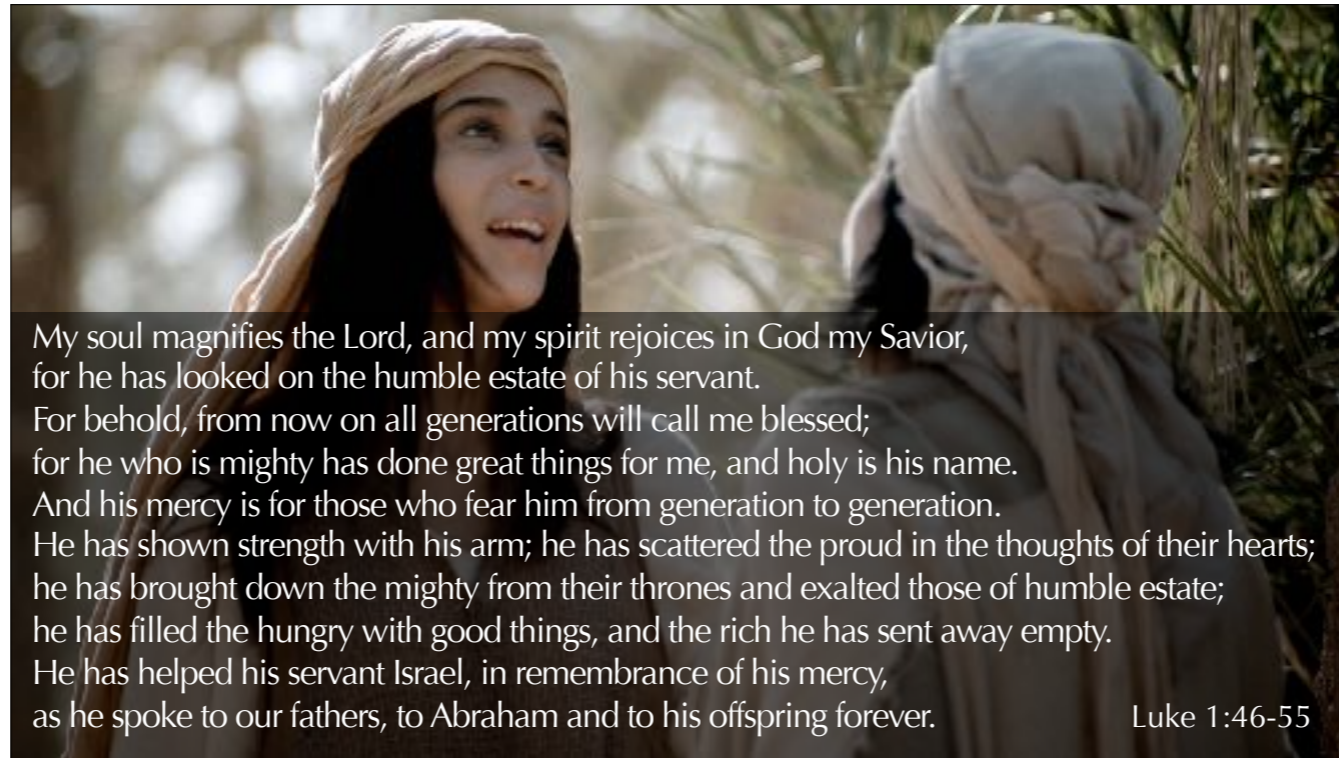 My soul magnifies the Lord, and my spirit rejoices in God my Savior,
for he has looked on the humble estate of his servant.
For behold, from now on all generations will call me blessed;
for he who is mighty has done great things for me, and holy is his name.
And his mercy is for those who fear him from generation to generation.
He has shown strength with his arm; he has scattered the proud in the thoughts of their hearts;
he has brought down the mighty from their thrones and exalted those of humble estate;
he has filled the hungry with good things, and the rich he has sent away empty.
He has helped his servant Israel, in remembrance of his mercy,
as he spoke to our fathers, to Abraham and to his offspring forever.
Luke 1:46-55